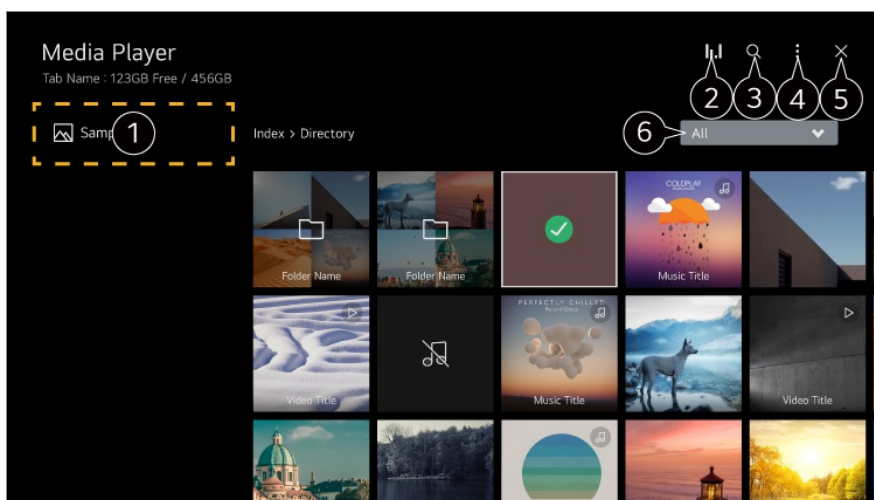 Media Player
Tab Name : 123GB Free / 456GB
2 3 4 5
Samp 1
Index > Directory
6 All
COLDPLAY
Folder Name
Folder Name
Music Title
PERFECTLY CHILLED
Video Title
Music Title
Video Title